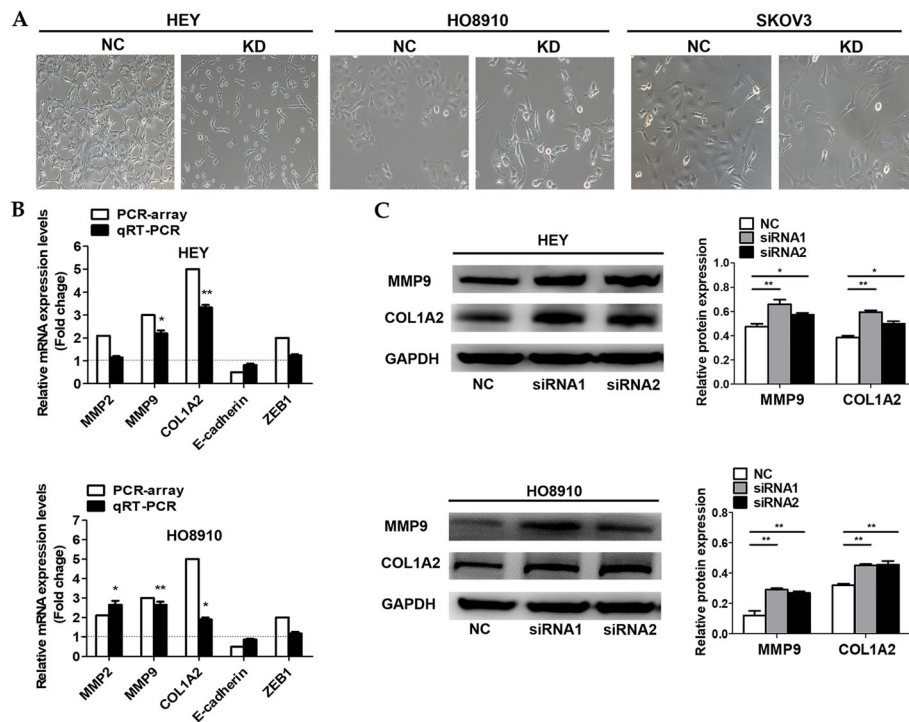 A
HEY
HO8910
SKOV3
NC
KD
NC
KD
NC
KD
B
PCR-array
qRT-PCR
HEY
Relative mRNA expression levels
(Fold chage)
6
5
4
3
2
1
0
*
**
MMP2
MMP9
COL1A2
E-cadherin
ZEB1
PCR-array
qRT-PCR
HO8910
Relative mRNA expression levels
(Fold chage)
6
5
4
3
2
1
0
*
**
*
MMP2
MMP9
COL1A2
E-cadherin
ZEB1
C
HEY
MMP9
COL1A2
GAPDH
NC siRNA1 siRNA2
NC
siRNA1
siRNA2
Relative protein expression
1.0
0.8
0.6
0.4
0.2
0.0
*
**
*
**
MMP9
COL1A2
HO8910
MMP9
COL1A2
GAPDH
NC siRNA1 siRNA2
NC
siRNA1
siRNA2
Relative protein expression
0.8
0.6
0.4
0.2
0.0
**
**
**
**
MMP9
COL1A2